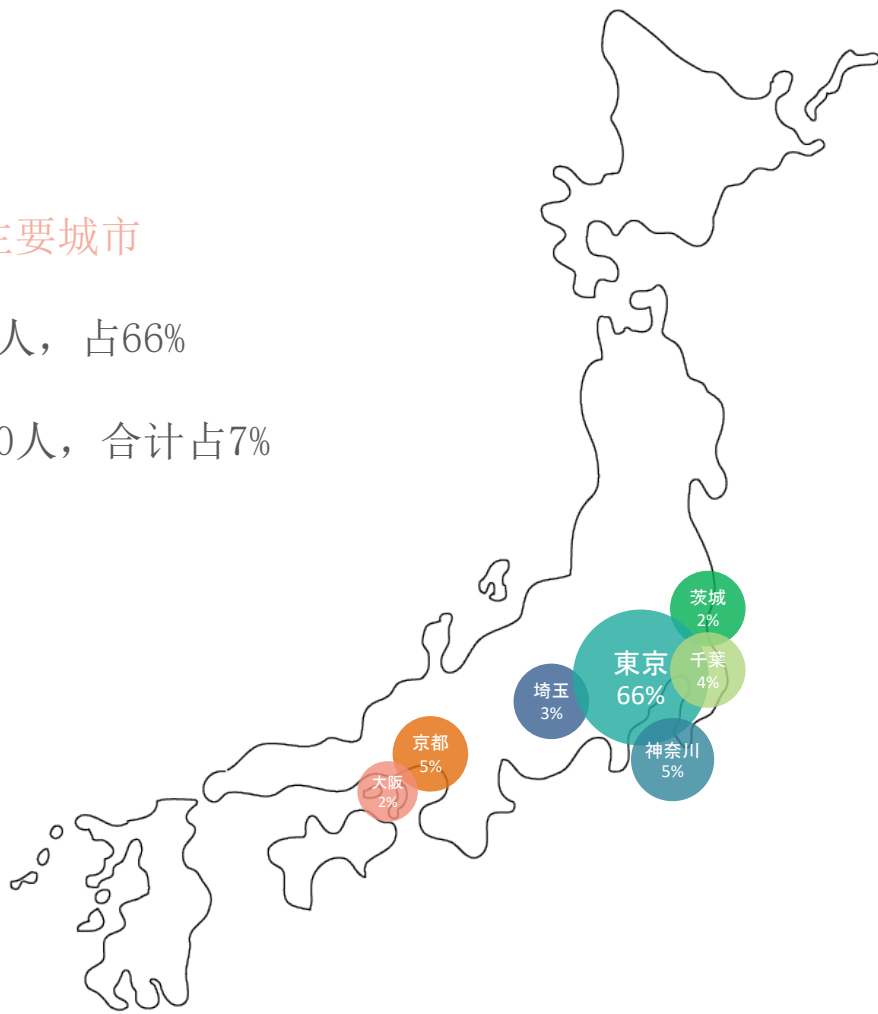 主要城市
人，占66%
0人，合计占7%
茨城
2%
東京
66%
千葉
4%
埼玉
3%
京都
5%
神奈川
5%
大阪
2%